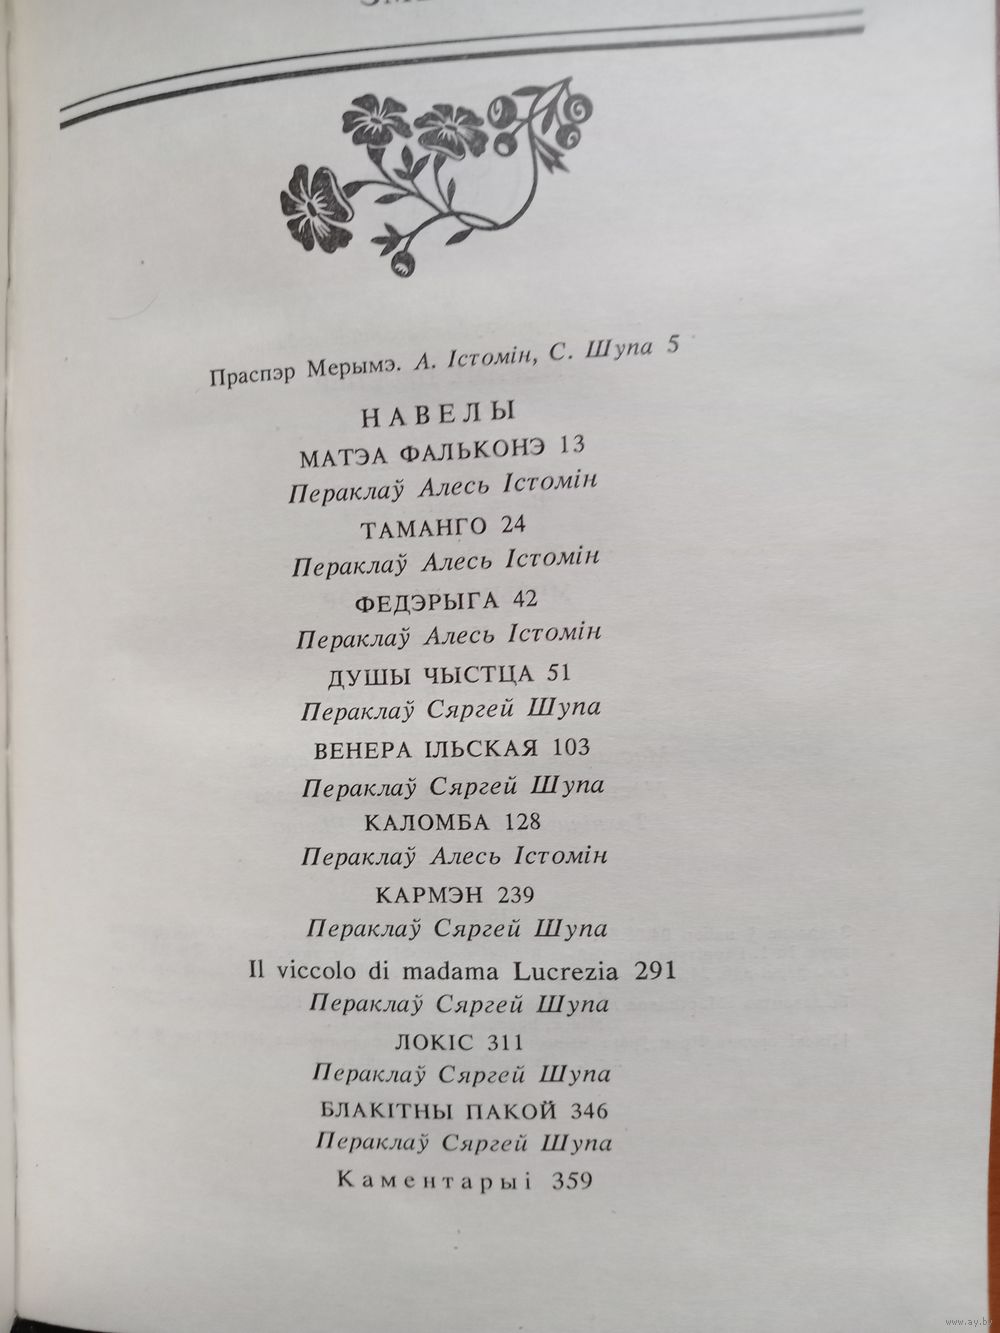 Праспэр Мерымэ. А. Істомін, С. Шупа 5
НАВЕЛЫ
МАТЭА ФАЛЬКОНЭ 13
Пераклаў Алесь Істомін
ТАМАНГО 24
Пераклаў Алесь Істомін
ФЕДЭРЫГА 42
Пераклаў Алесь Істомін
ДУШЫ ЧЫСТЦА 51
Пераклаў Сяргей Шупа
ВЕНЕРА ІЛЬСКАЯ 103
Пераклаў Сяргей Шупа
КАЛОМБА 128
Пераклаў Алесь Істомін
КАРМЭН 239
Пераклаў Сяргей Шупа
Il viccolo di madama Lucrezia 291
Пераклаў Сяргей Шупа
ЛОКІС 311
Пераклаў Сяргей Шупа
БЛАКІТНЫ ПАКОЙ 346
Пераклаў Сяргей Шупа
Каментарыі 359
www.ay.by